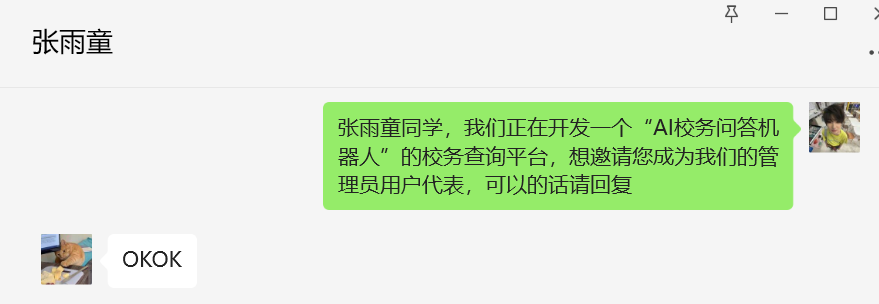 张雨童
张雨童同学，我们正在开发一个“AI校务问答机
器人”的校务查询平台，想邀请您成为我们的管
理员用户代表，可以的话请回复
OKOK